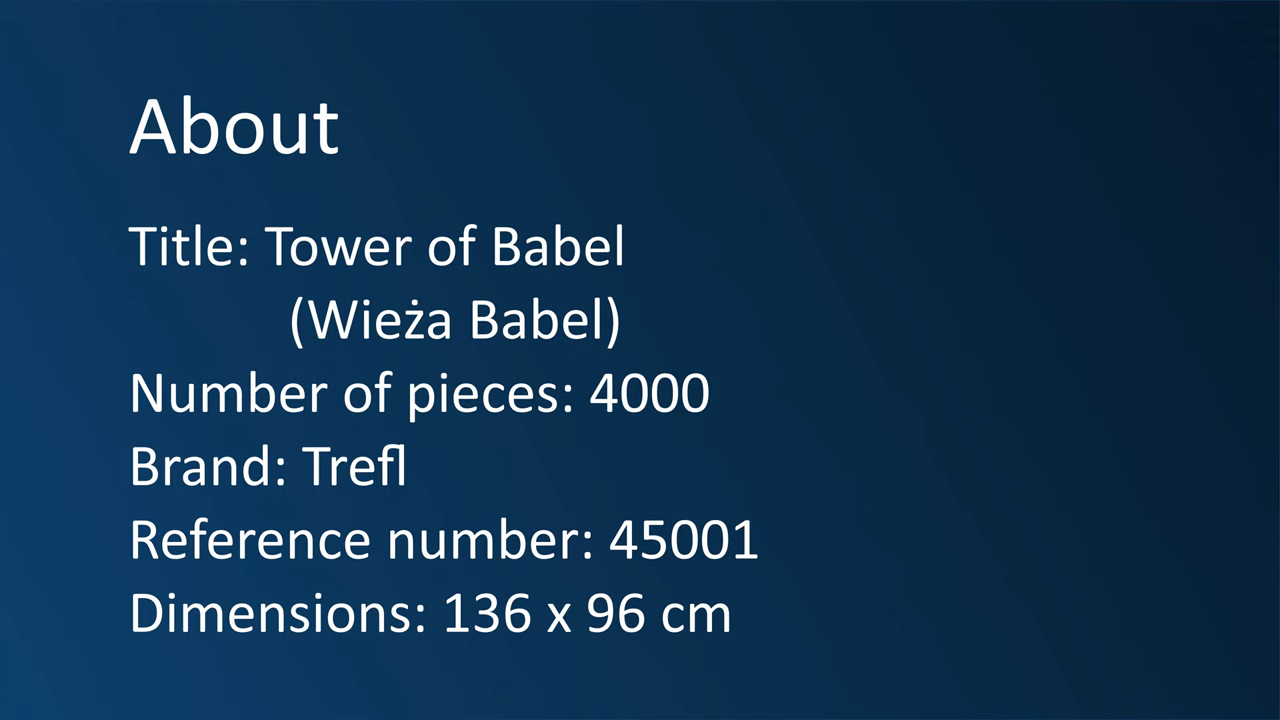 About
Title: Tower of Babel
(Wieża Babel)
Number of pieces: 4000
Brand: Trefl
Reference number: 45001
Dimensions: 136 x 96 cm